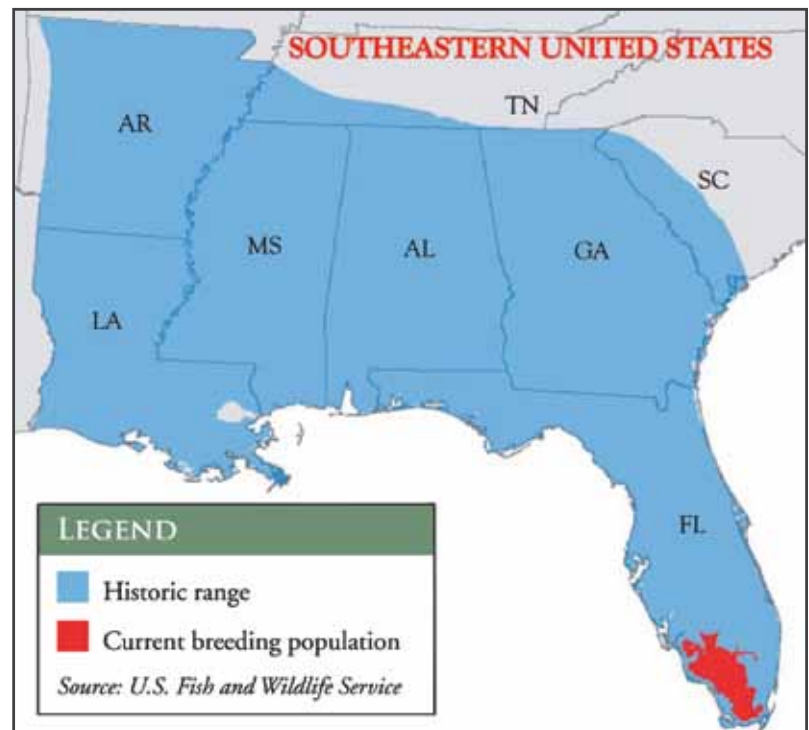 SOUTHEASTERN UNITED STATES
TN
AR
SC
MS
AL
GA
LA
FL
LEGEND
Historic range
Current breeding population
Source: U.S. Fish and Wildlife Service